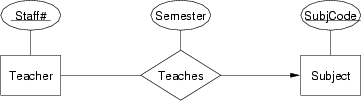 Staff#
Semester
SubjCode
Teacher
Teaches
Subject